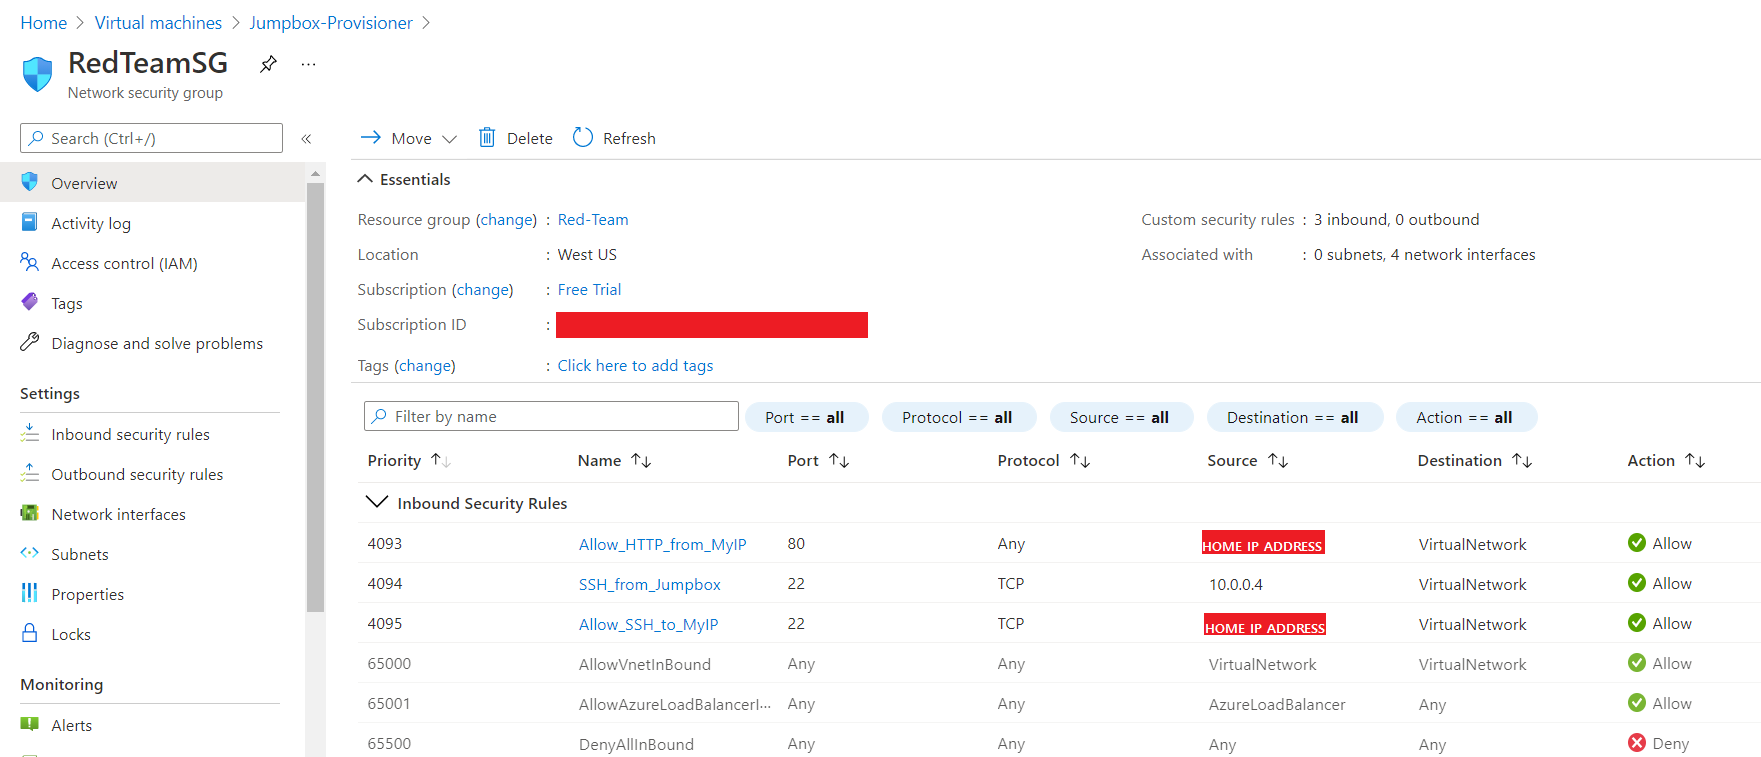 Home > Virtual machines > Jumpbox-Provisioner >
RedTeamSG
Network security group
Search (Ctrl+/)
Overview
Activity log
Access control (IAM)
Tags
Diagnose and solve problems
Settings
Inbound security rules
Outbound security rules
Network interfaces
Subnets
Properties
Locks
Monitoring
Alerts
Move Delete Refresh
Essentials
Resource group (change) : Red-Team
Location : West US
Subscription (change) : Free Trial
Subscription ID :
Tags (change) : Click here to add tags
Custom security rules : 3 inbound, 0 outbound
Associated with : 0 subnets, 4 network interfaces
Filter by name Port == all Protocol == all Source == all Destination == all Action == all
Priority Name Port Protocol Source Destination Action
Inbound Security Rules
4093 Allow_HTTP_from_MyIP 80 Any HOME IP ADDRESS VirtualNetwork Allow
4094 SSH_from_Jumpbox 22 TCP 10.0.0.4 VirtualNetwork Allow
4095 Allow_SSH_to_MyIP 22 TCP HOME IP ADDRESS VirtualNetwork Allow
65000 AllowVnetInBound Any Any VirtualNetwork VirtualNetwork Allow
65001 AllowAzureLoadBalancerI... Any Any AzureLoadBalancer Any Allow
65500 DenyAllInBound Any Any Any Any Deny